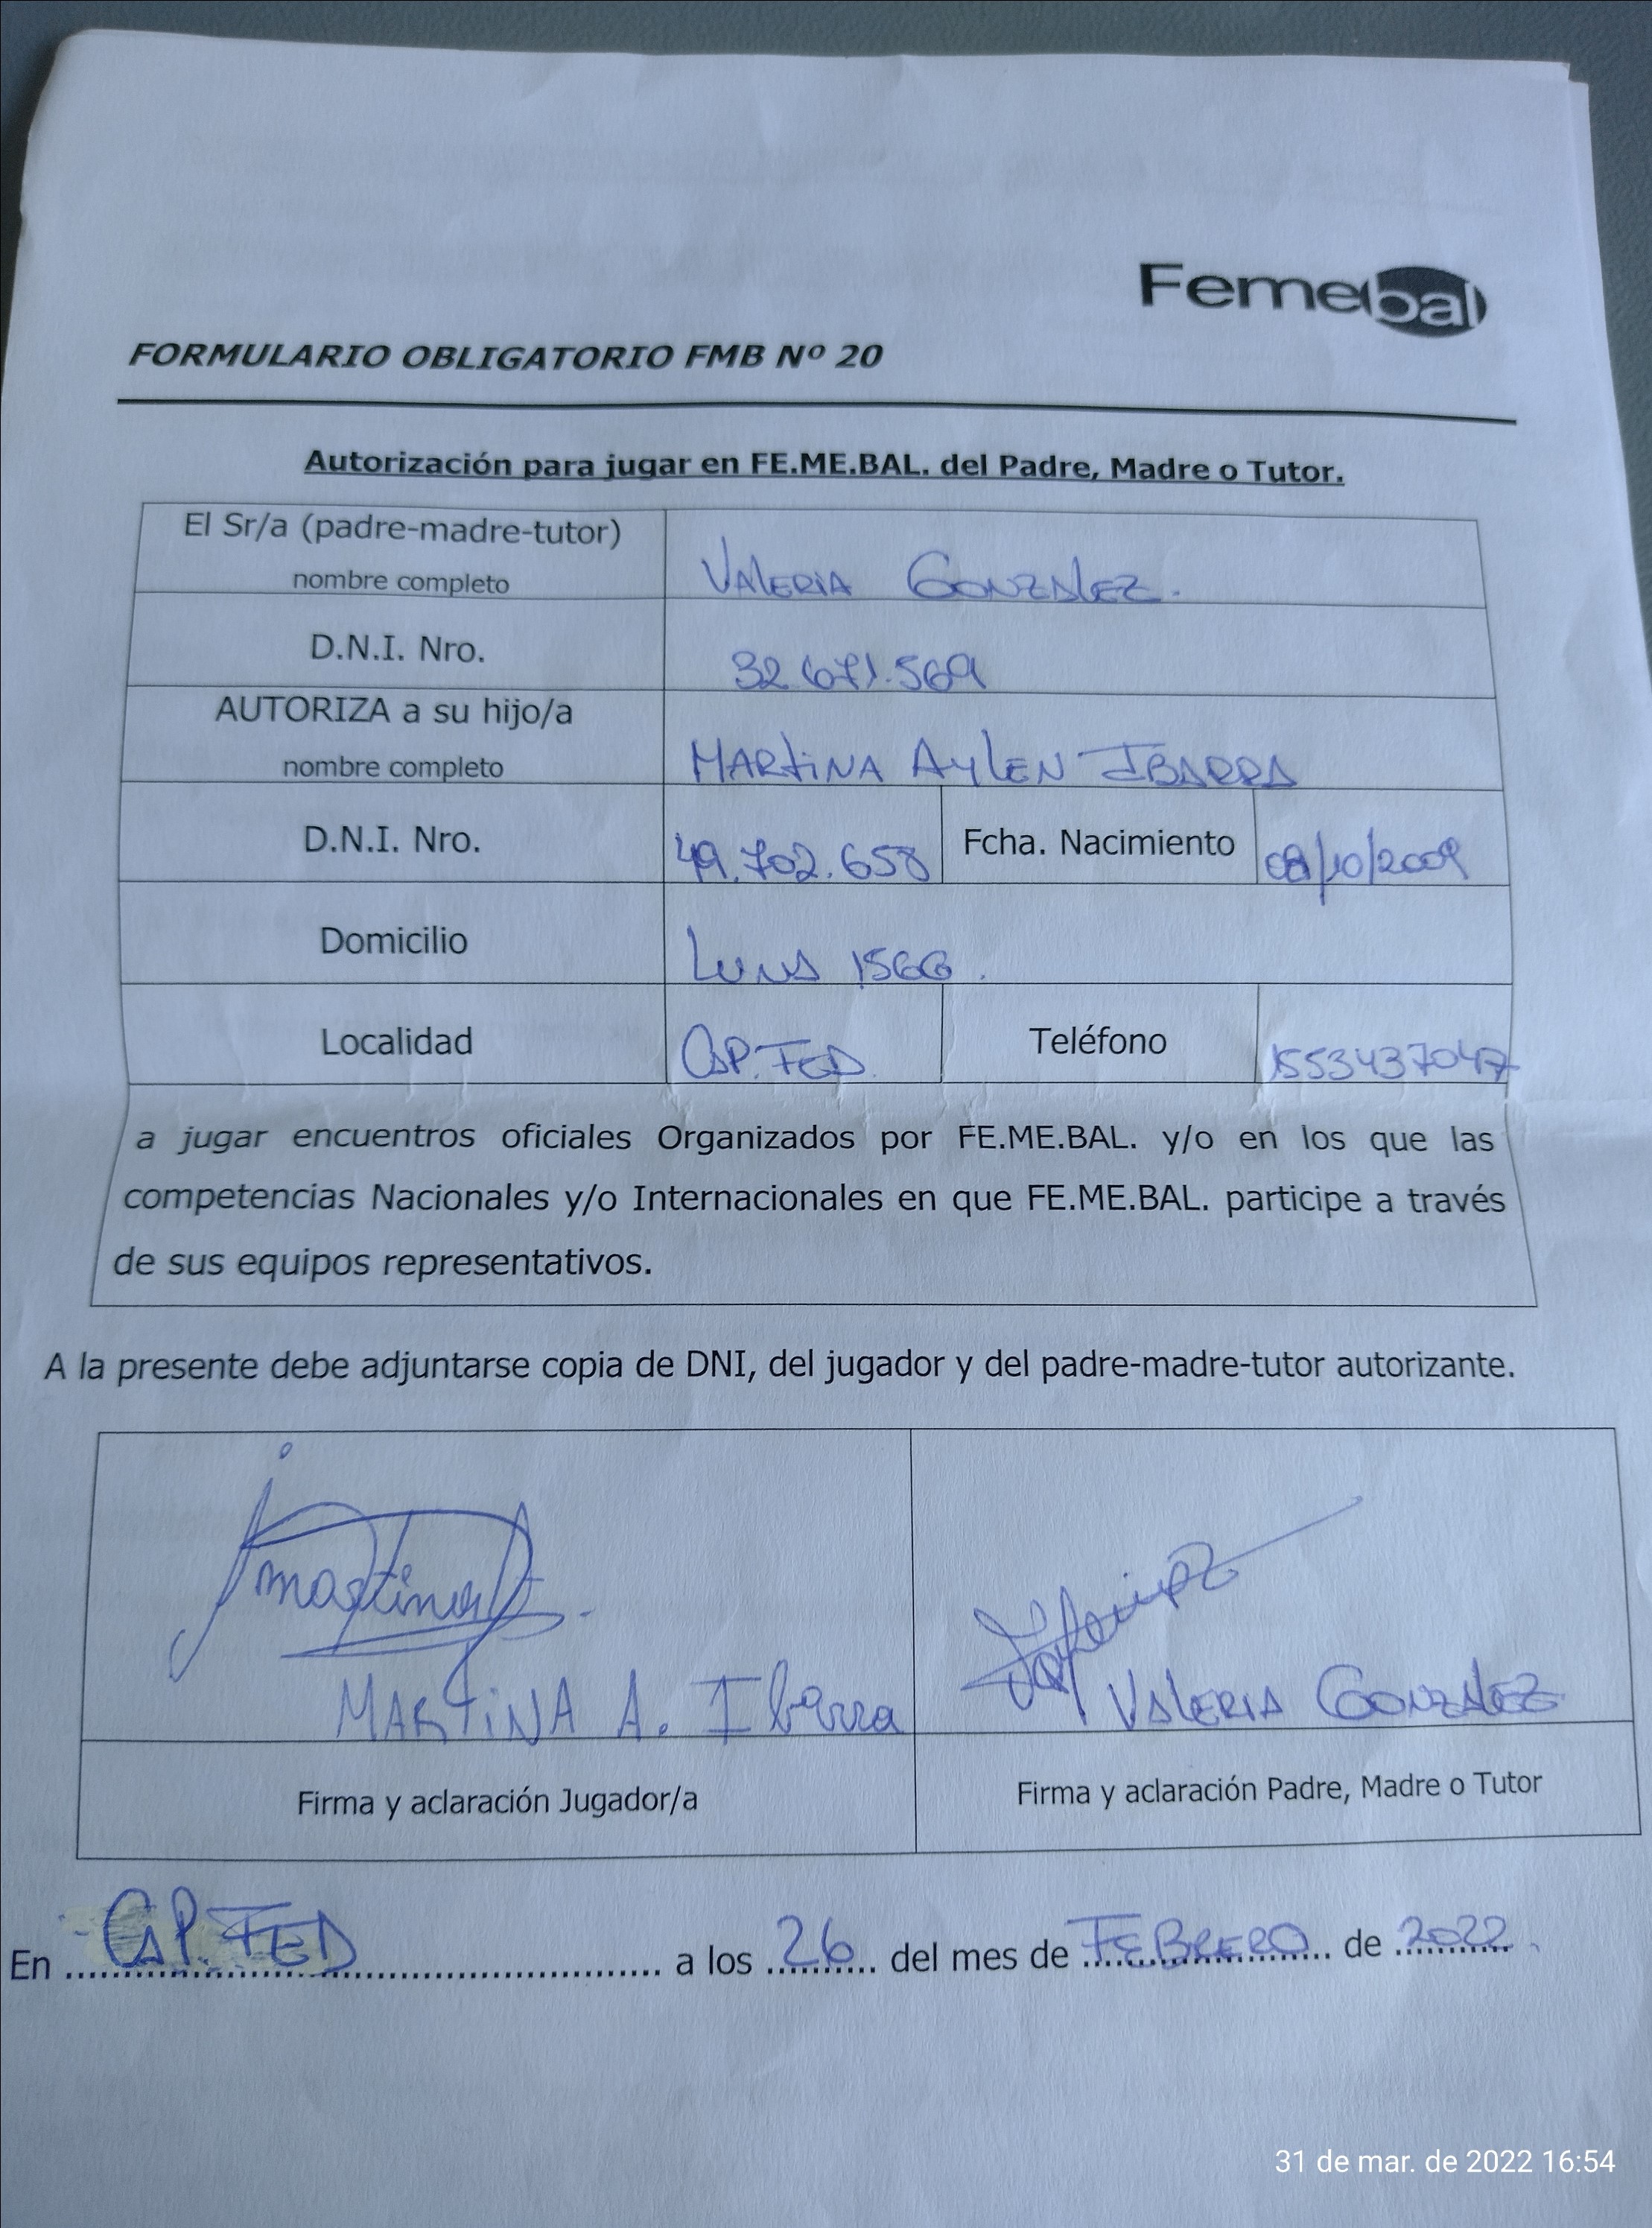 Femebal
FORMULARIO OBLIGATORIO FMB Nº 20
Autorización para jugar en FE.ME.BAL. del Padre, Madre o Tutor.
El Sr/a (padre-madre-tutor)
nombre completo
VALERIA GONZALEZ.
D.N.I. Nro.
32.671.569
AUTORIZA a su hijo/a
nombre completo
MARTINA AYLEN IBARRA
D.N.I. Nro. 49.702.658 Fcha. Nacimiento 08/10/2009
Domicilio LUNA 1566.
Localidad CAP. FED. Teléfono 1553437047
a jugar encuentros oficiales Organizados por FE.ME.BAL. y/o en los que las
competencias Nacionales y/o Internacionales en que FE.ME.BAL. participe a través
de sus equipos representativos.
A la presente debe adjuntarse copia de DNI, del jugador y del padre-madre-tutor autorizante.
martina
MARTINA A. Ibarra VALERIA GONZALEZ
Firma y aclaración Jugador/a Firma y aclaración Padre, Madre o Tutor
En CAP. FED a los 26 del mes de FEBRERO de 2022.
31 de mar. de 2022 16:54